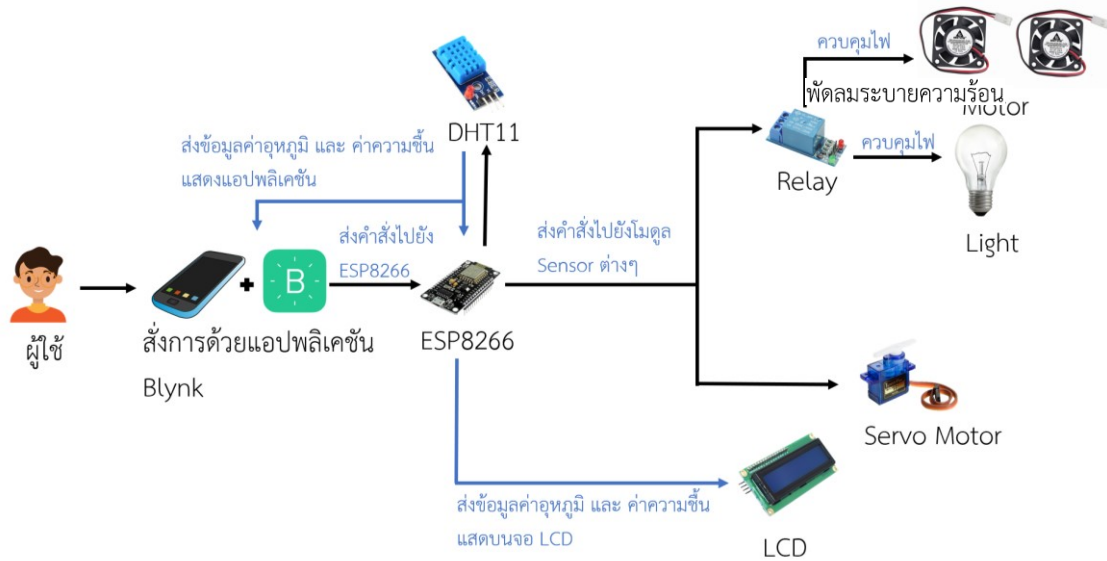 ควบคุมไฟ
พัดลมระบายความร้อน
Motor
DHT11
ส่งข้อมูลค่าอุหภูมิ และ ค่าความชื้น
แสดงแอปพลิเคชัน
ควบคุมไฟ
Relay
Light
ส่งคำสั่งไปยัง
ESP8266
ส่งคำสั่งไปยังโมดูล
Sensor ต่างๆ
B
ผู้ใช้
สั่งการด้วยแอปพลิเคชัน
Blynk
ESP8266
Servo Motor
ส่งข้อมูลค่าอุหภูมิ และ ค่าความชื้น
แสดบนจอ LCD
LCD